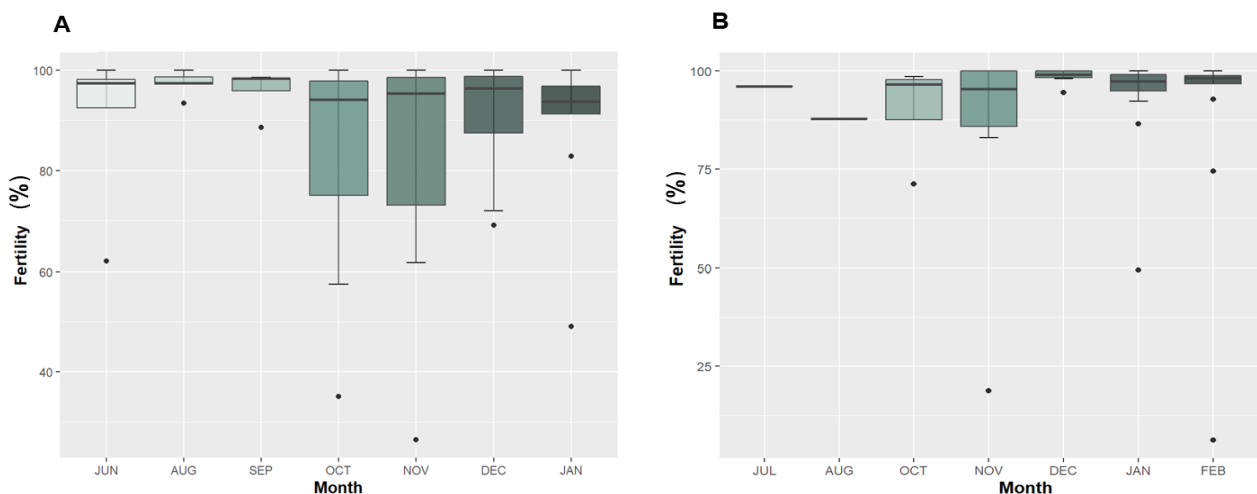 A
100
80
60
40
Fertility (%)
JUN AUG SEP OCT NOV DEC JAN
Month
B
100
75
50
25
Fertility (%)
JUL AUG OCT NOV DEC JAN FEB
Month